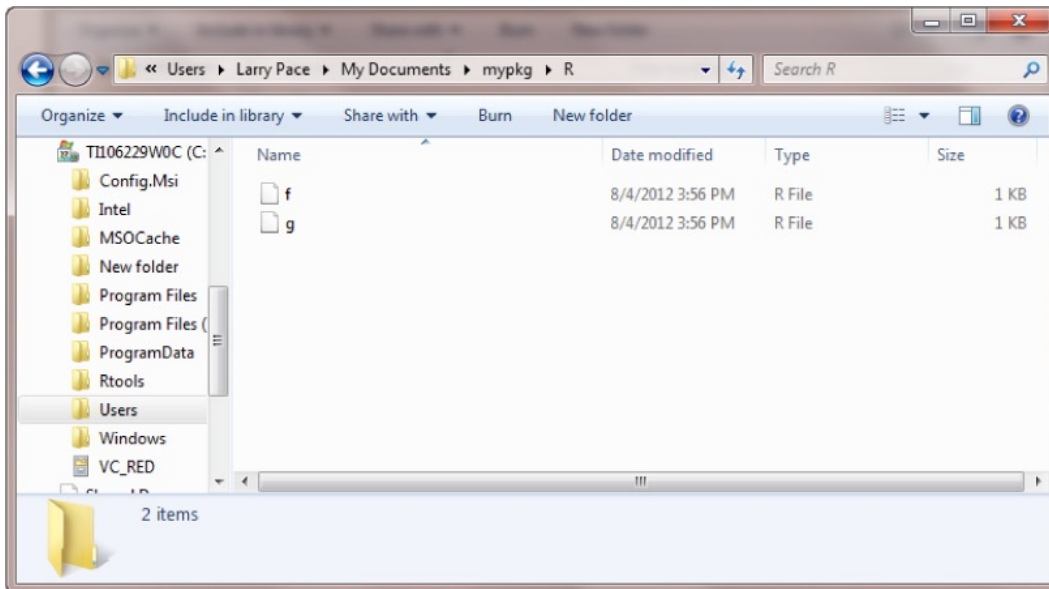 « Users ▸ Larry Pace ▸ My Documents ▸ mypkg ▸ R Search R
Organize ▾ Include in library ▾ Share with ▾ Burn New folder
TI106229W0C (C:
Config.Msi
Intel
MSOCache
New folder
Program Files
Program Files (
ProgramData
Rtools
Users
Windows
VC_RED
Name Date modified Type Size
f 8/4/2012 3:56 PM R File 1 KB
g 8/4/2012 3:56 PM R File 1 KB
2 items